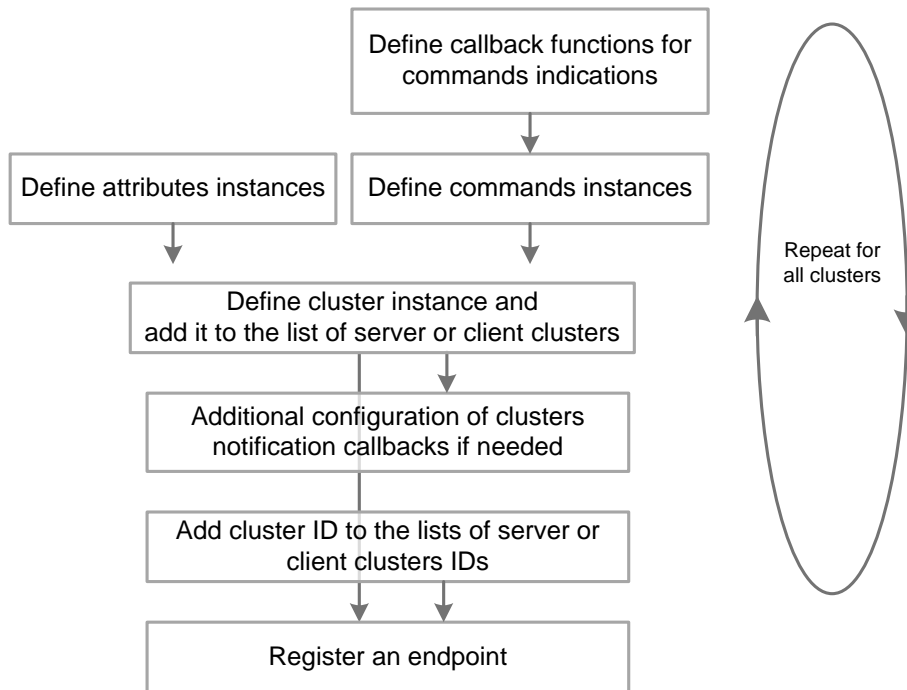 Define callback functions for
commands indications
Define attributes instances
Define commands instances
Repeat for
all clusters
Define cluster instance and
add it to the list of server or client clusters
Additional configuration of clusters
notification callbacks if needed
Add cluster ID to the lists of server or
client clusters IDs
Register an endpoint